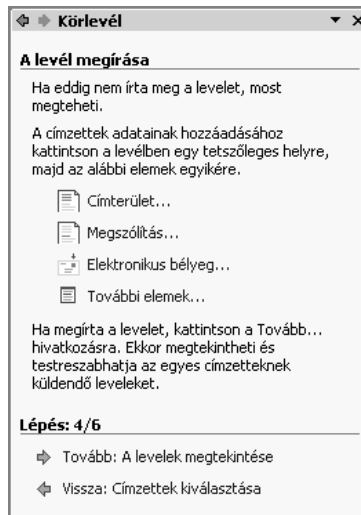 Körlevél
A levél megírása
Ha eddig nem írta meg a levelet, most
megteheti.
A címzettek adatainak hozzáadásához
kattintson a levélben egy tetszőleges helyre,
majd az alábbi elemek egyikére.
Címterület...
Megszólítás...
Elektronikus bélyeg...
További elemek...
Ha megírta a levelet, kattintson a Tovább...
hivatkozásra. Ekkor megtekintheti és
testreszabhatja az egyes címzetteknek
küldendő leveleket.
Lépés: 4/6
Tovább: A levelek megtekintése
Vissza: Címzettek kiválasztása